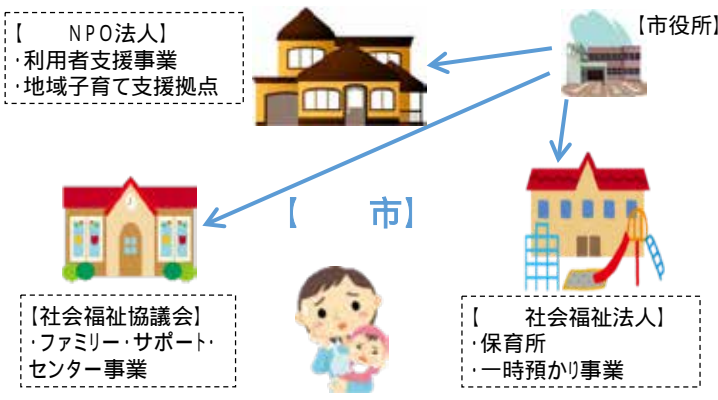 【　　NPO法人】
・利用者支援事業
・地域子育て支援拠点
【市役所】
【　　市】
【社会福祉協議会】
・ファミリー・サポート・
センター事業
【　　社会福祉法人】
・保育所
・一時預かり事業